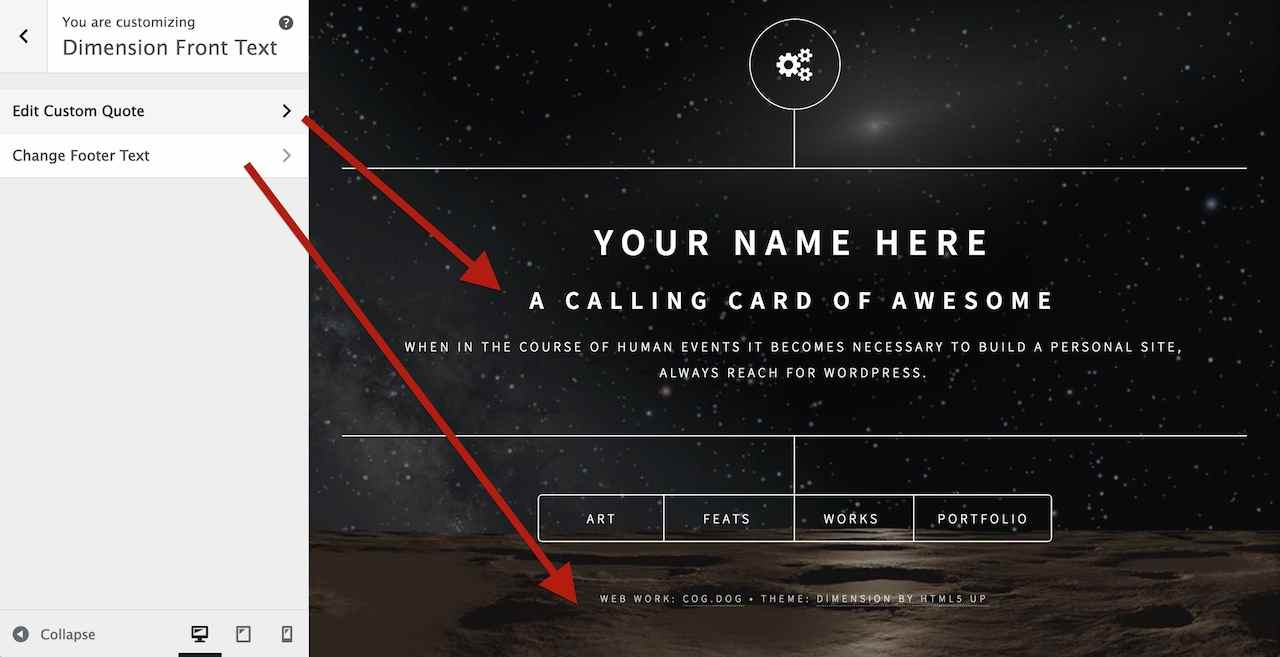 You are customizing
Dimension Front Text
Edit Custom Quote
Change Footer Text
Collapse
YOUR NAME HERE
A CALLING CARD OF AWESOME
WHEN IN THE COURSE OF HUMAN EVENTS IT BECOMES NECESSARY TO BUILD A PERSONAL SITE,
ALWAYS REACH FOR WORDPRESS.
ART FEATS WORKS PORTFOLIO
WEB WORK: COG.DOG • THEME: DIMENSION BY HTML5 UP